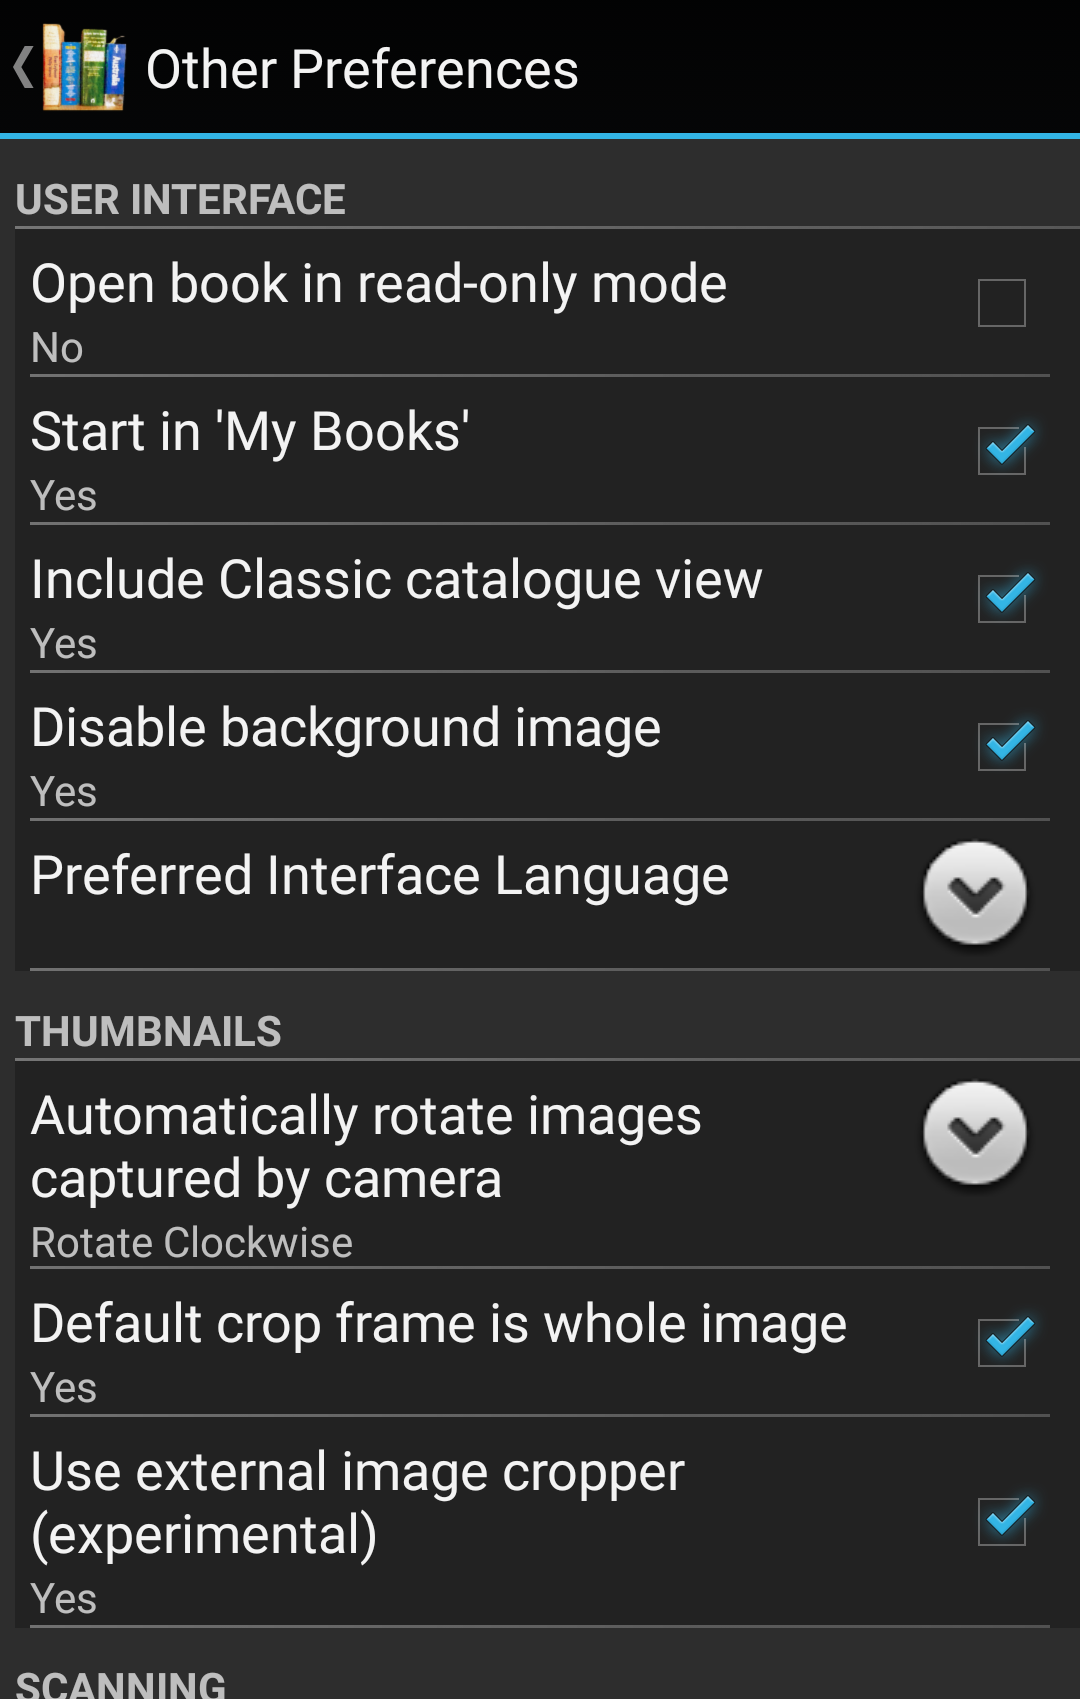 Other Preferences
USER INTERFACE
Open book in read-only mode
No
Start in 'My Books'
Yes
Include Classic catalogue view
Yes
Disable background image
Yes
Preferred Interface Language
THUMBNAILS
Automatically rotate images
captured by camera
Rotate Clockwise
Default crop frame is whole image
Yes
Use external image cropper
(experimental)
Yes
SCANNING